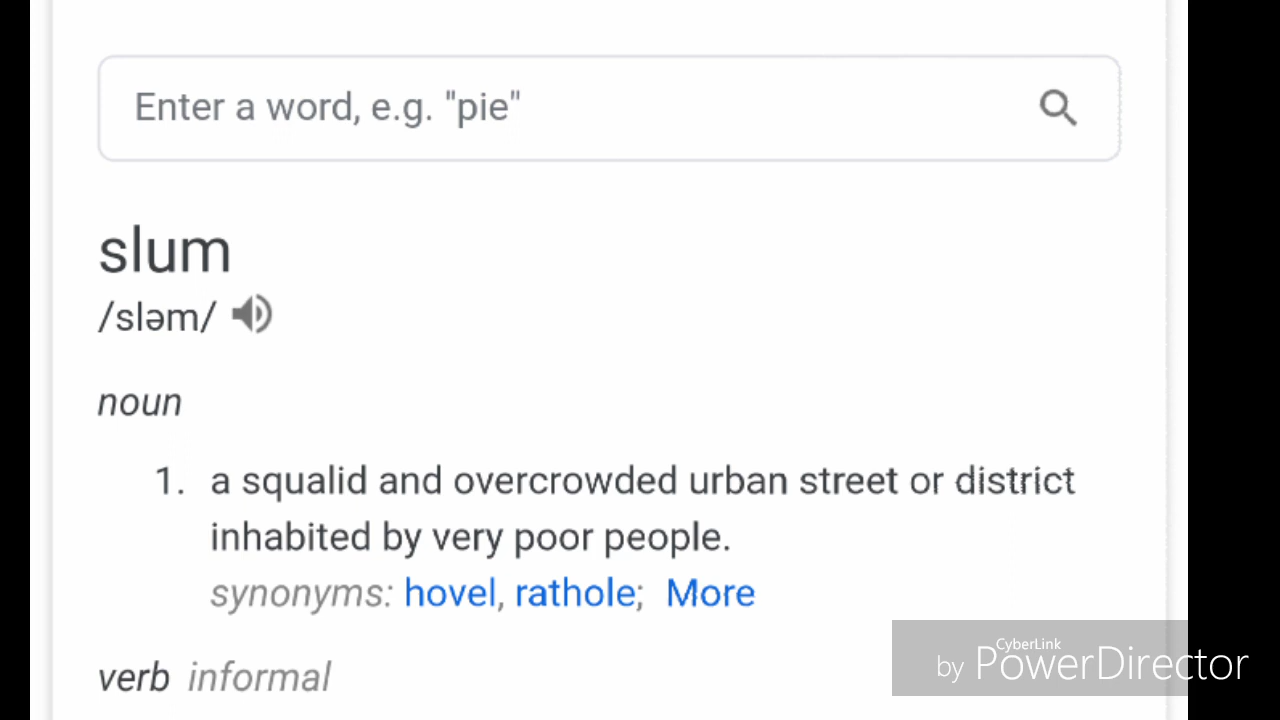 Enter a word, e.g. "pie"
slum
/sləm/
noun
1. a squalid and overcrowded urban street or district
inhabited by very poor people.
synonyms: hovel, rathole; More
verb informal
CyberLink
by PowerDirector